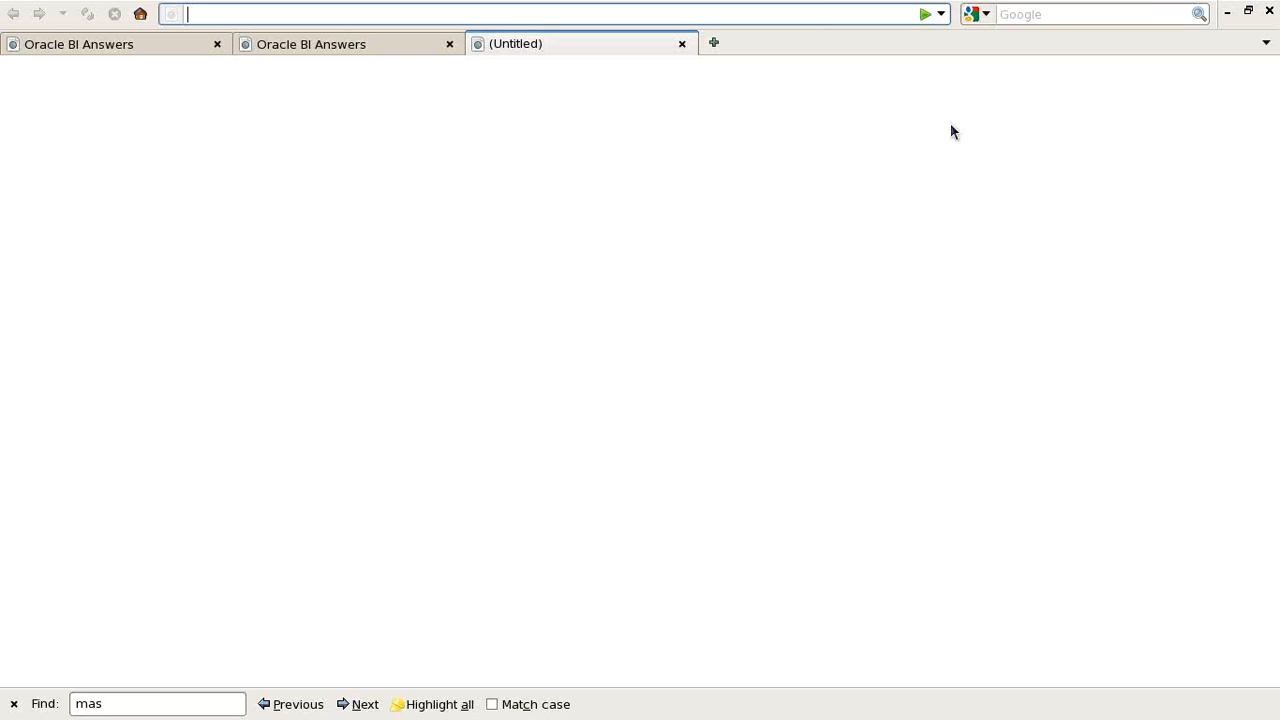 Google
Oracle BI Answers Oracle BI Answers (Untitled)
Find: mas Previous Next Highlight all Match case